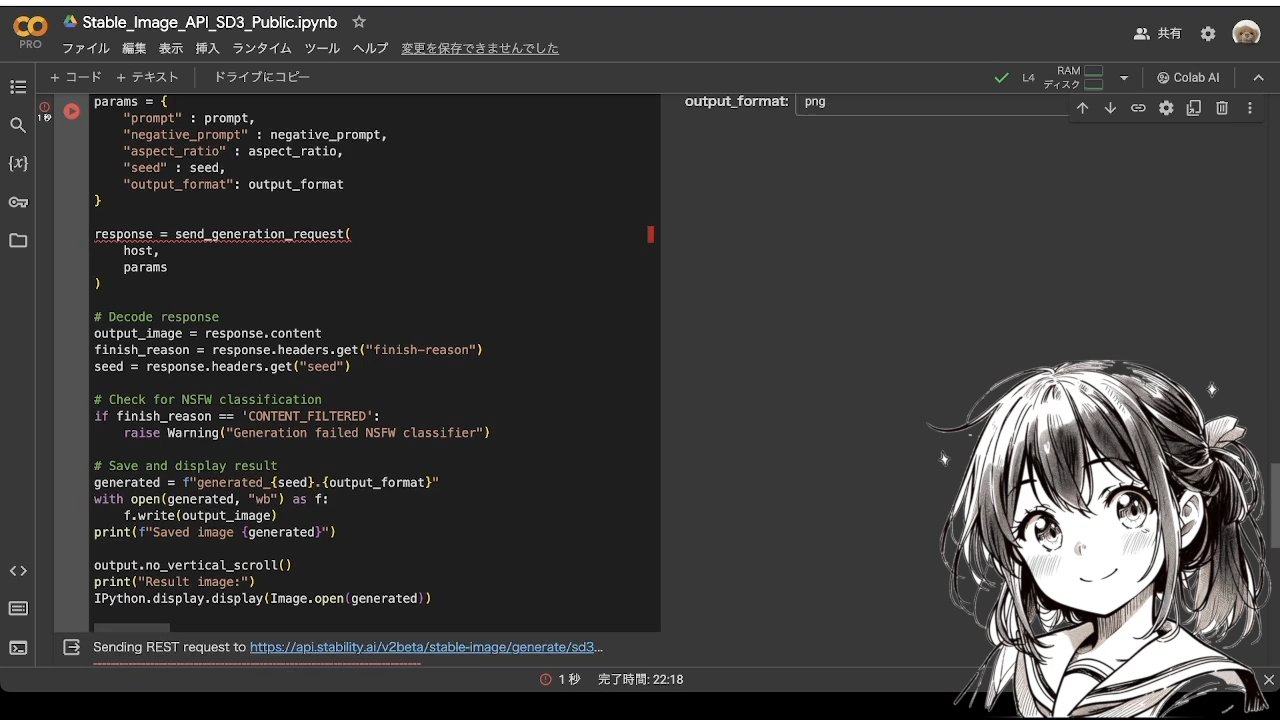 CO
PRO
Stable_Image_API_SD3_Public.ipynb
ファイル 編集 表示 挿入 ランタイム ツール ヘルプ 変更を保存できませんでした
共有
+ コード + テキスト ドライブにコピー
L4 RAM ディスク Colab AI
1秒
params = {
"prompt" : prompt,
"negative_prompt" : negative_prompt,
"aspect_ratio" : aspect_ratio,
"seed" : seed,
"output_format": output_format
}
response = send_generation_request(
host,
params
)
# Decode response
output_image = response.content
finish_reason = response.headers.get("finish-reason")
seed = response.headers.get("seed")
# Check for NSFW classification
if finish_reason == 'CONTENT_FILTERED':
raise Warning("Generation failed NSFW classifier")
# Save and display result
generated = f"generated_{seed}.{output_format}"
with open(generated, "wb") as f:
f.write(output_image)
print(f"Saved image {generated}")
output.no_vertical_scroll()
print("Result image:")
IPython.display.display(Image.open(generated))
output_format: png
Sending REST request to https://api.stability.ai/v2beta/stable-image/generate/sd3...
1 秒 完了時間: 22:18